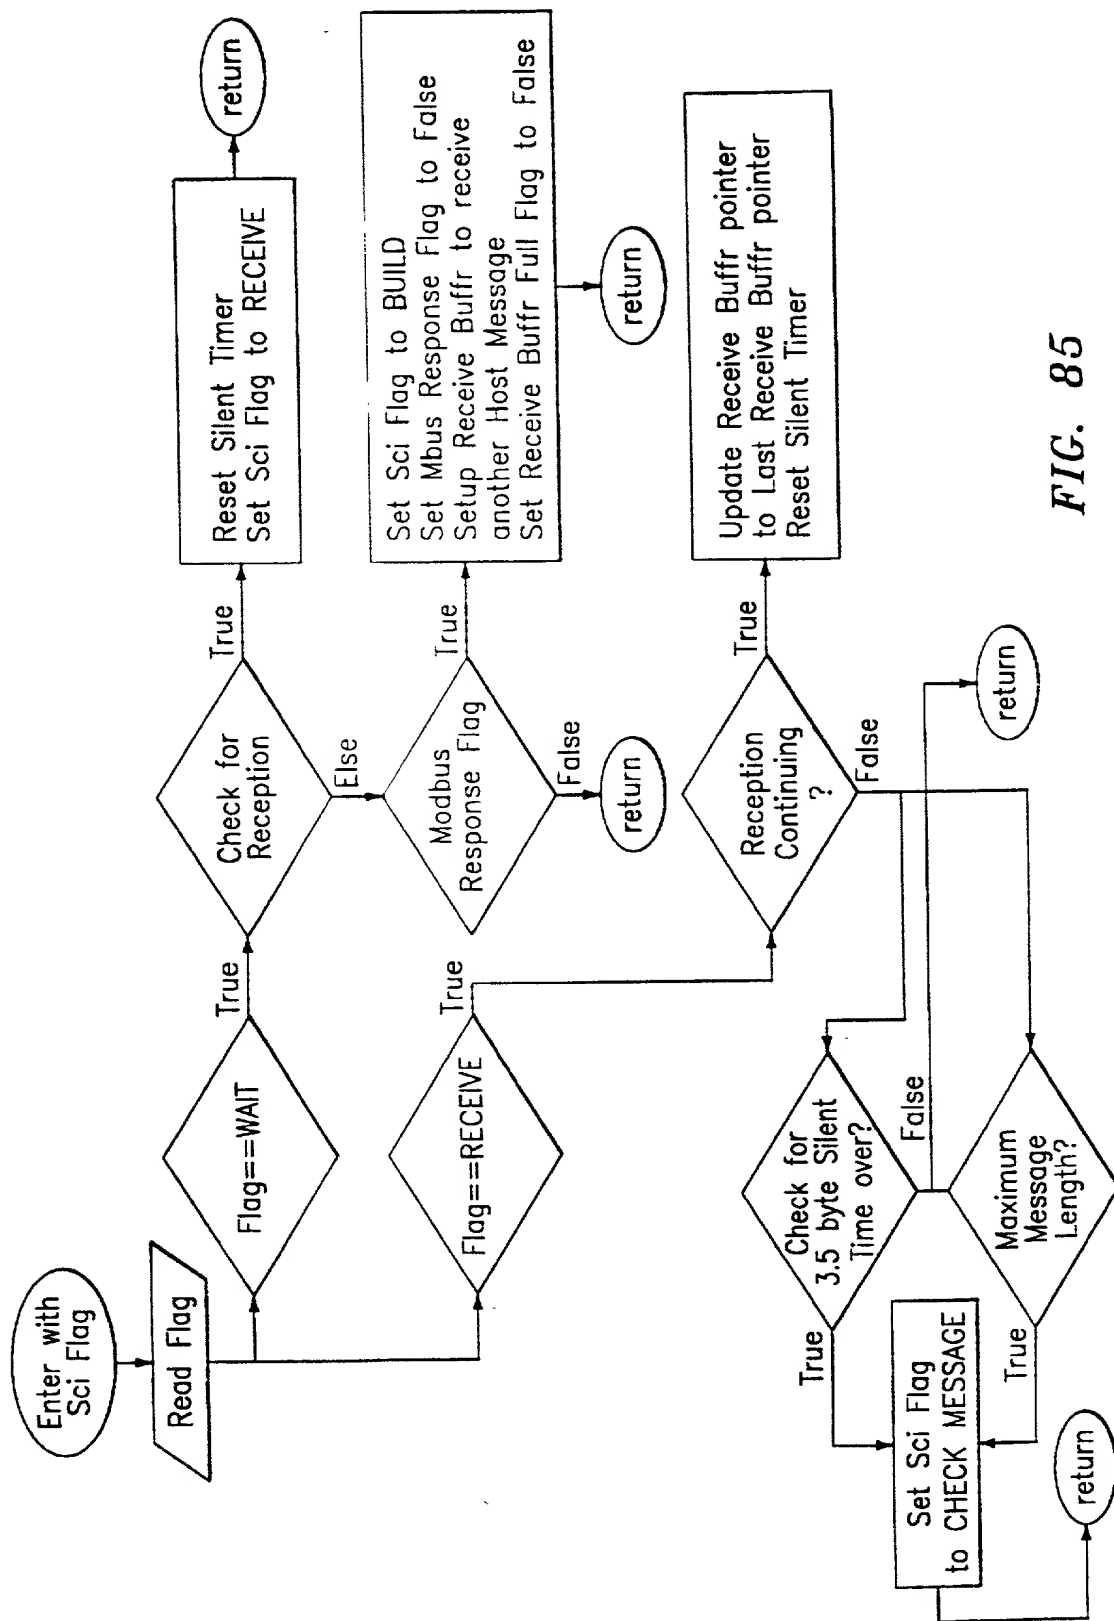 Enter with
Sci Flag
Read Flag
Flag==WAIT
True
Check for
Reception
True
Reset Silent Timer
Set Sci Flag to RECEIVE
return
Else
Modbus
Response Flag
True
Set Sci Flag to BUILD
Set Mbus Response Flag to False
Setup Receive Buffr to receive
another Host Message
Set Receive Buffr Full Flag to False
return
False
return
Flag==RECEIVE
True
Reception
Continuing
?
True
Update Receive Buffr pointer
to Last Receive Buffr pointer
Reset Silent Timer
False
Check for
3.5 byte Silent
Time over?
True
False
return
Maximum
Message
Length?
True
Set Sci Flag
to CHECK MESSAGE
return
FIG. 85